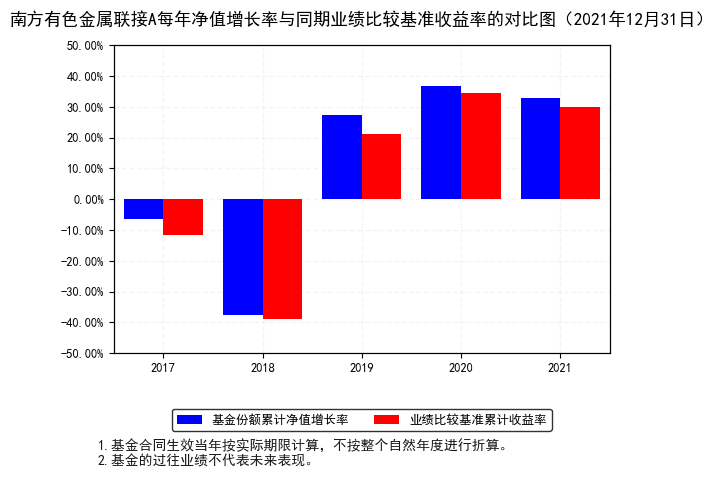 南方有色金属联接A每年净值增长率与同期业绩比较基准收益率的对比图（2021年12月31日）
50.00%
40.00%
30.00%
20.00%
10.00%
0.00%
-10.00%
-20.00%
-30.00%
-40.00%
-50.00%
2017 2018 2019 2020 2021
基金份额累计净值增长率 业绩比较基准累计收益率
1.基金合同生效当年按实际期限计算，不按整个自然年度进行折算。
2.基金的过往业绩不代表未来表现。